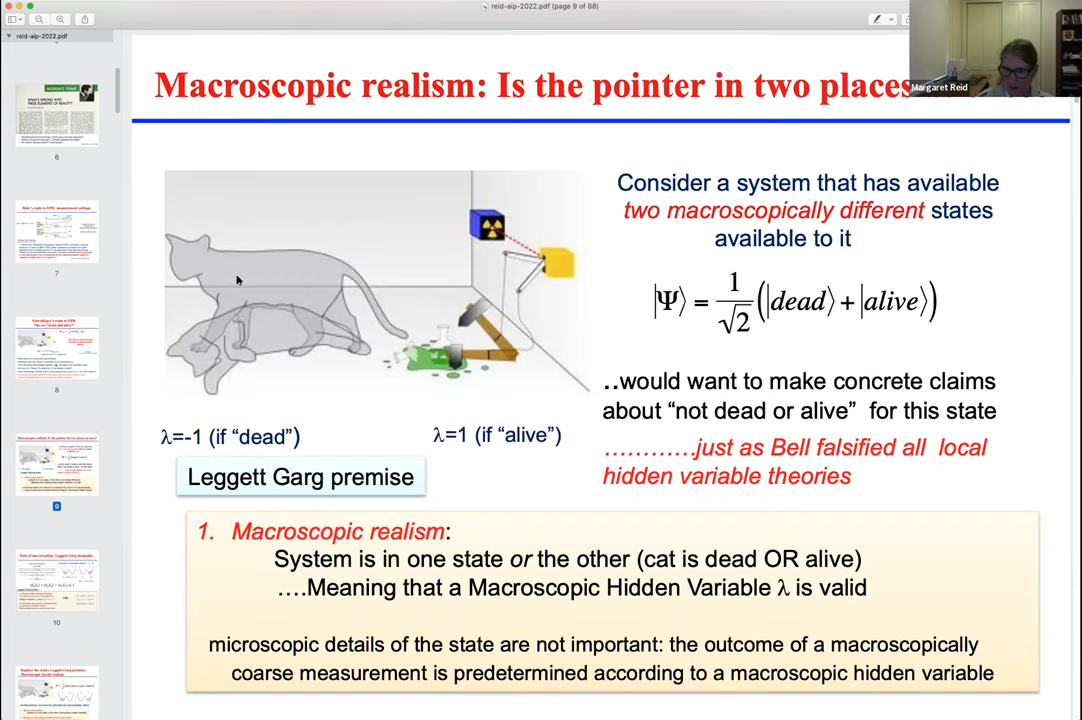 reid-aip-2022.pdf (page 9 of 68)
reid-aip-2022.pdf
Margaret Reid
6
7
8
9
10
Macroscopic realism: Is the pointer in two places
Consider a system that has available
two macroscopically different states
available to it
|Ψ⟩ = 1/√2 (|dead⟩ + |alive⟩)
..would want to make concrete claims
about “not dead or alive” for this state
…………just as Bell falsified all local
hidden variable theories
λ=-1 (if “dead”)
λ=1 (if “alive”)
Leggett Garg premise
1. Macroscopic realism:
System is in one state or the other (cat is dead OR alive)
….Meaning that a Macroscopic Hidden Variable λ is valid
microscopic details of the state are not important: the outcome of a macroscopically
coarse measurement is predetermined according to a macroscopic hidden variable